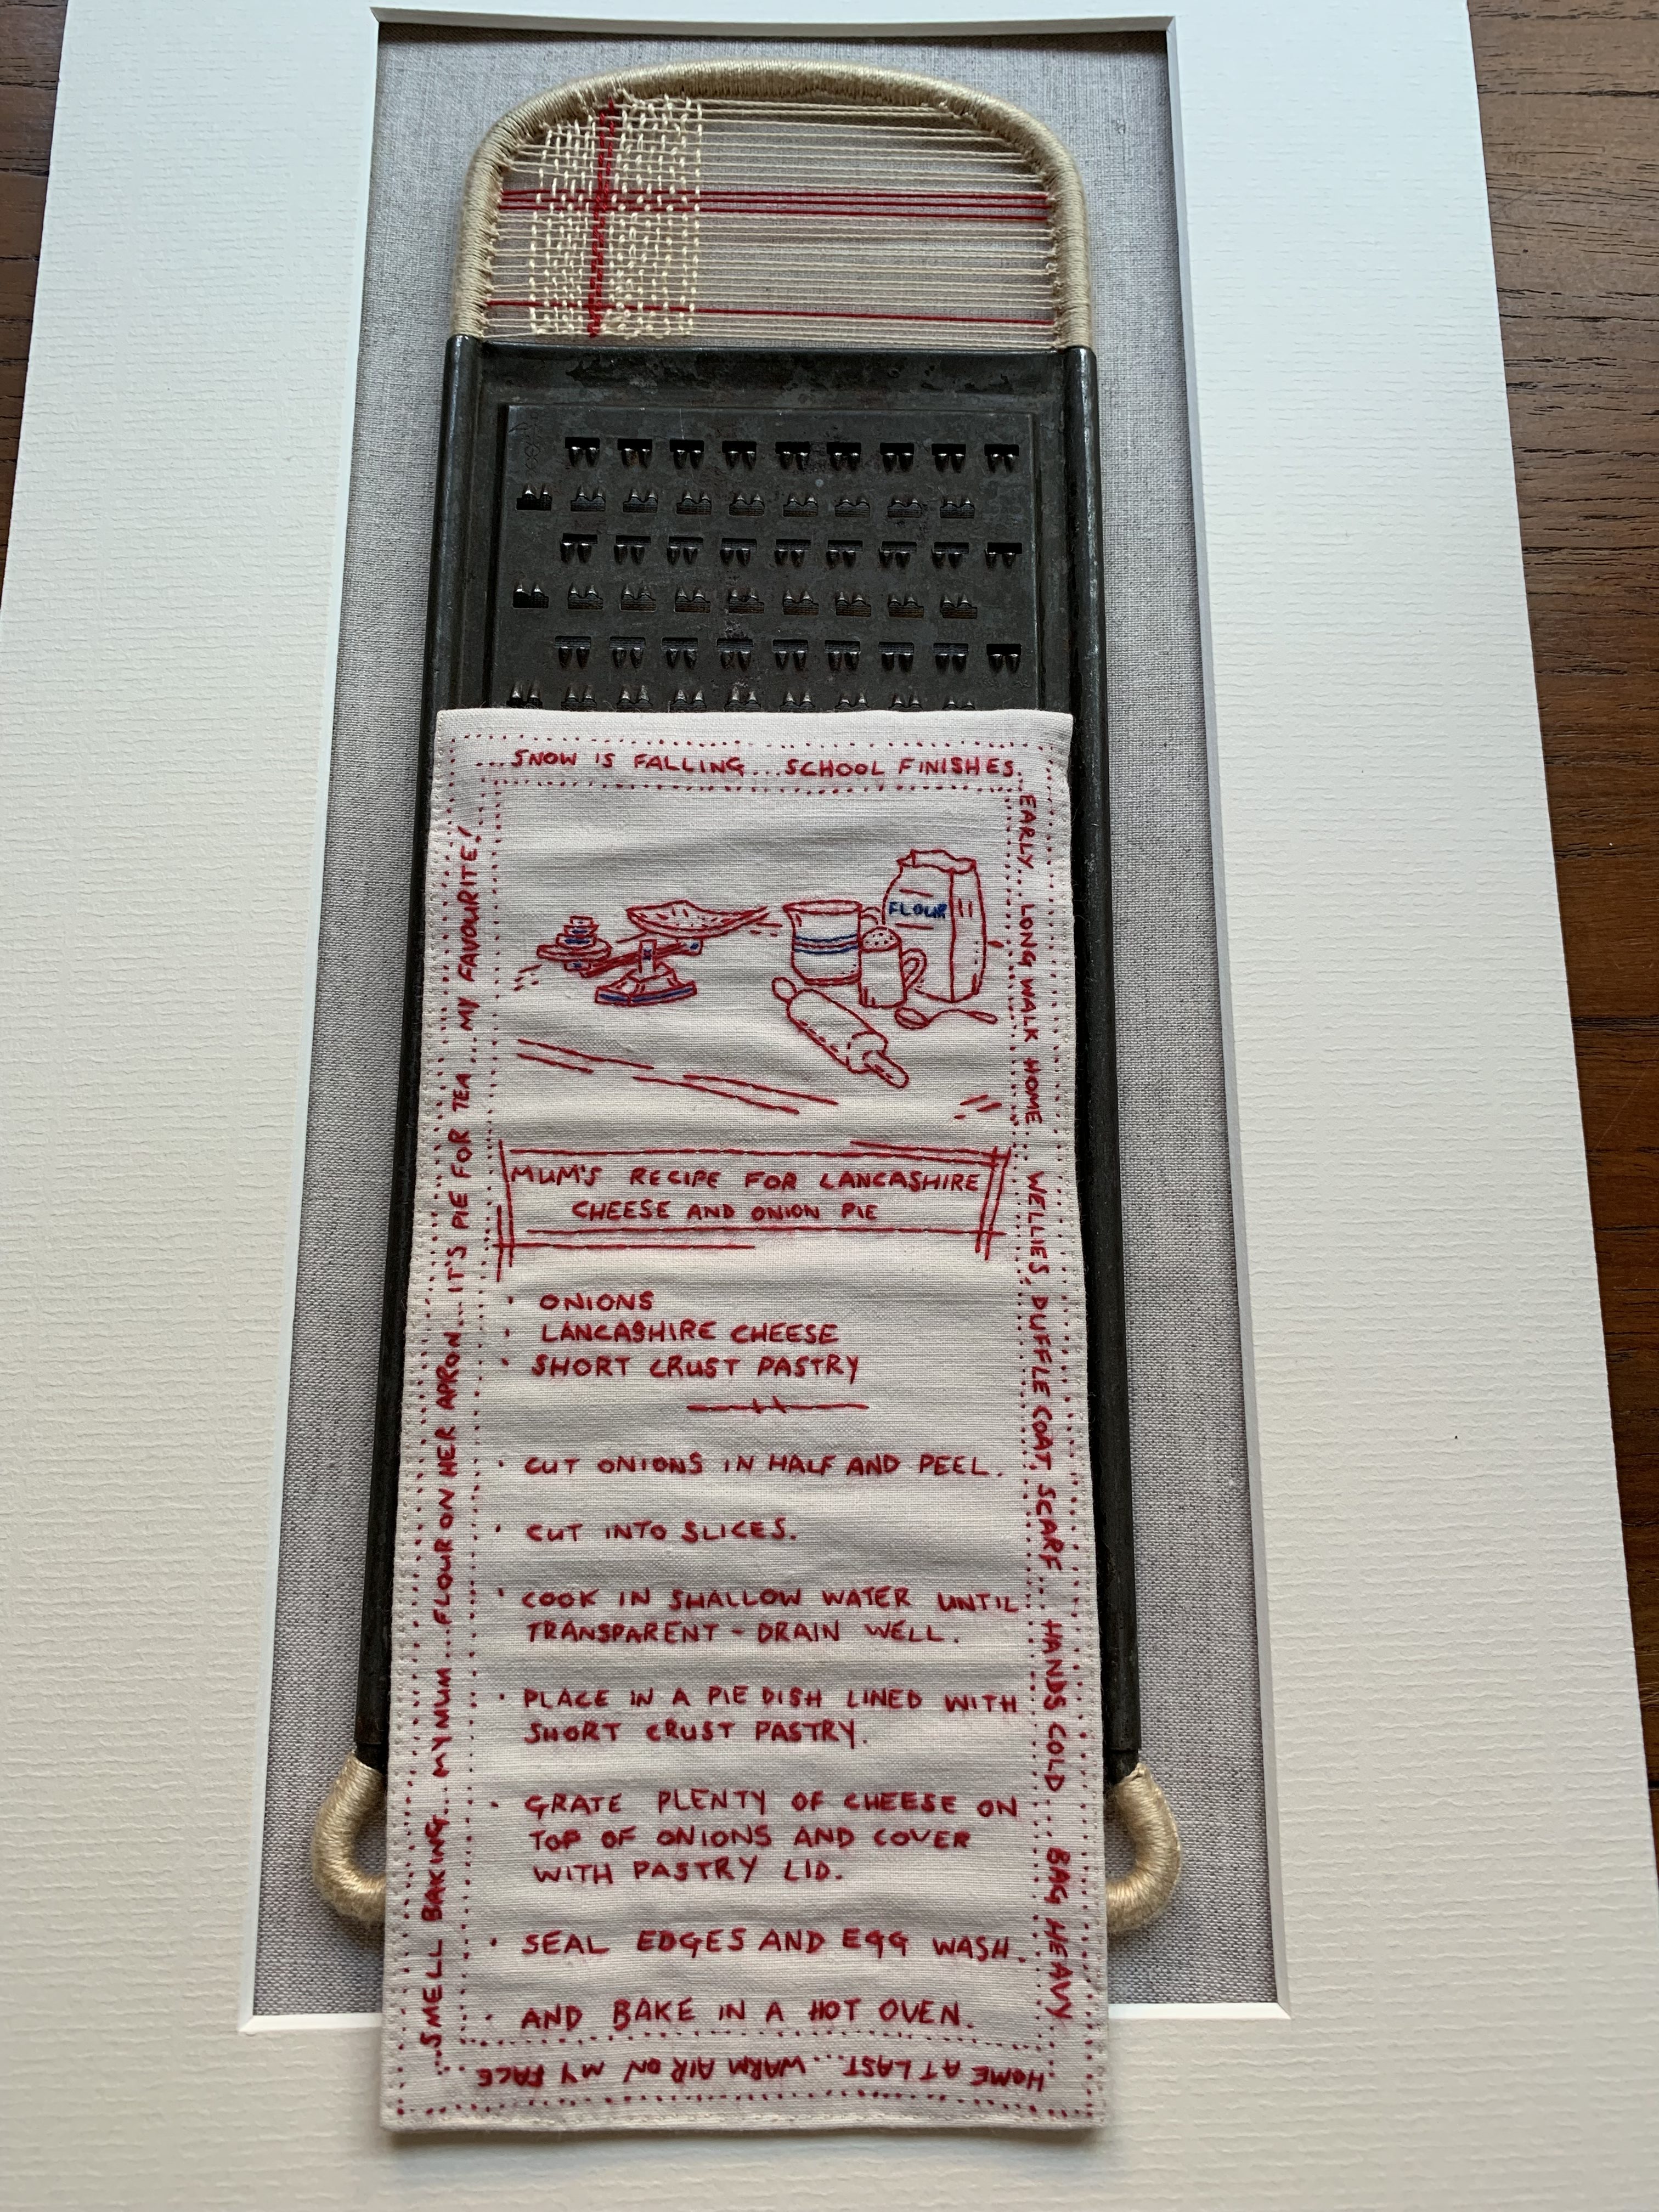 ...SNOW IS FALLING...SCHOOL FINISHES.
EARLY... LONG WALK HOME... WELLIES, DUFFLE COAT, SCARF... HANDS COLD... BAG HEAVY
HOME AT LAST... WARM AIR ON MY FACE
...SMELL BAKING... MY MUM...FLOUR ON HER APRON...IT'S PIE FOR TEA...MY FAVOURITE!
FLOUR
MUM'S RECIPE FOR LANCASHIRE
CHEESE AND ONION PIE
• ONIONS
• LANCASHIRE CHEESE
• SHORT CRUST PASTRY
• CUT ONIONS IN HALF AND PEEL.
• CUT INTO SLICES.
• COOK IN SHALLOW WATER UNTIL
TRANSPARENT - DRAIN WELL.
• PLACE IN A PIE DISH LINED WITH
SHORT CRUST PASTRY.
• GRATE PLENTY OF CHEESE ON
TOP OF ONIONS AND COVER
WITH PASTRY LID.
• SEAL EDGES AND EGG WASH.
• AND BAKE IN A HOT OVEN.